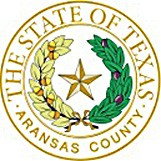 THE STATE OF TEXAS
ARANSAS COUNTY